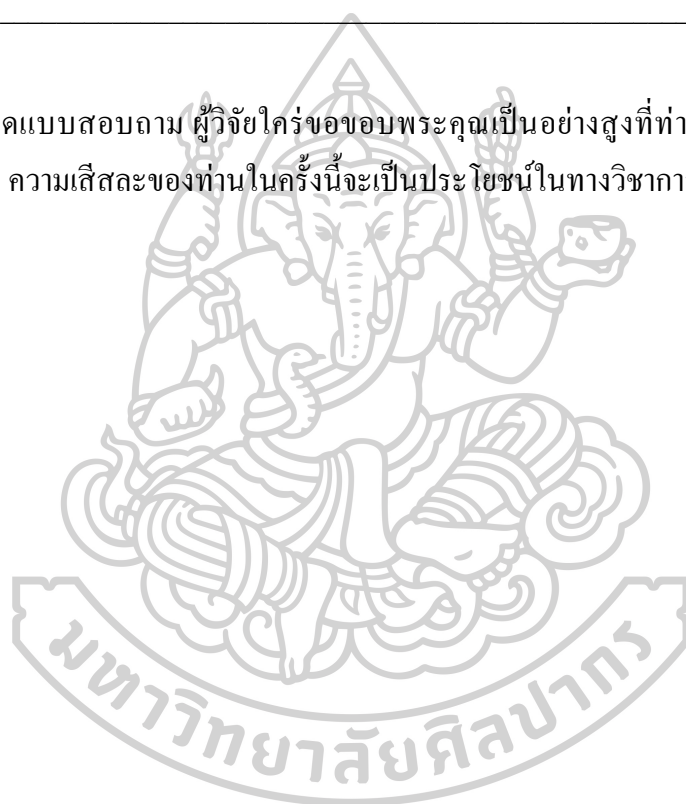 ดแบบสอบถาม ผู้วิจัยใคร่ขอขอบพระคุณเป็นอย่างสูงที่ท่า
ความเสีสละของท่านในครั้งนี้จะเป็นประโยชน์ในทางวิชากา
มหาวิทยาลัยศิลปากร